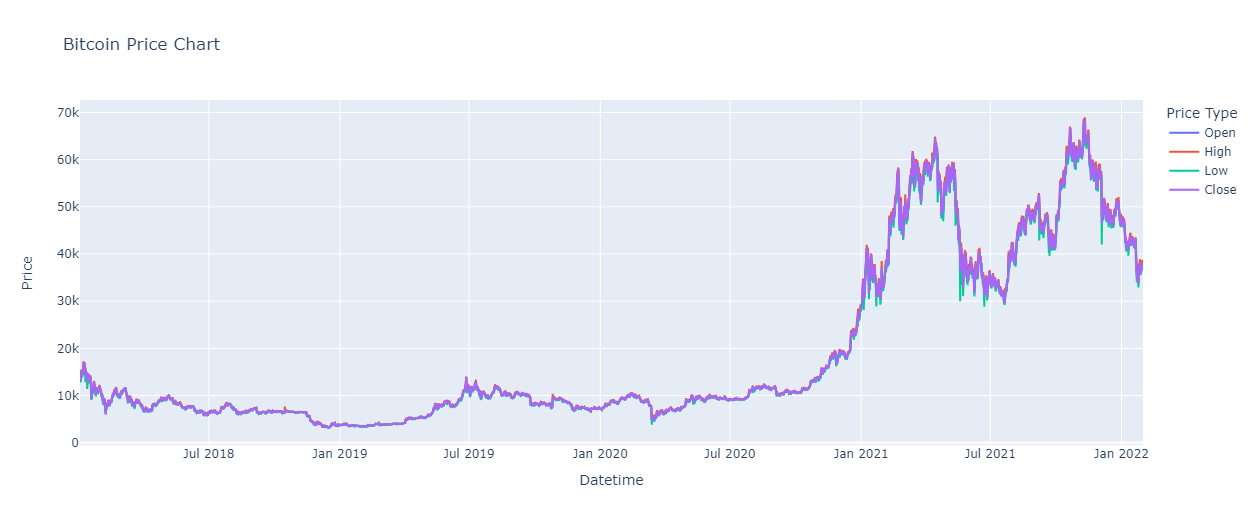 Bitcoin Price Chart
Price Type
Open
High
Low
Close
70k
60k
50k
40k
30k
20k
10k
0
Price
Jul 2018 Jan 2019 Jul 2019 Jan 2020 Jul 2020 Jan 2021 Jul 2021 Jan 2022
Datetime